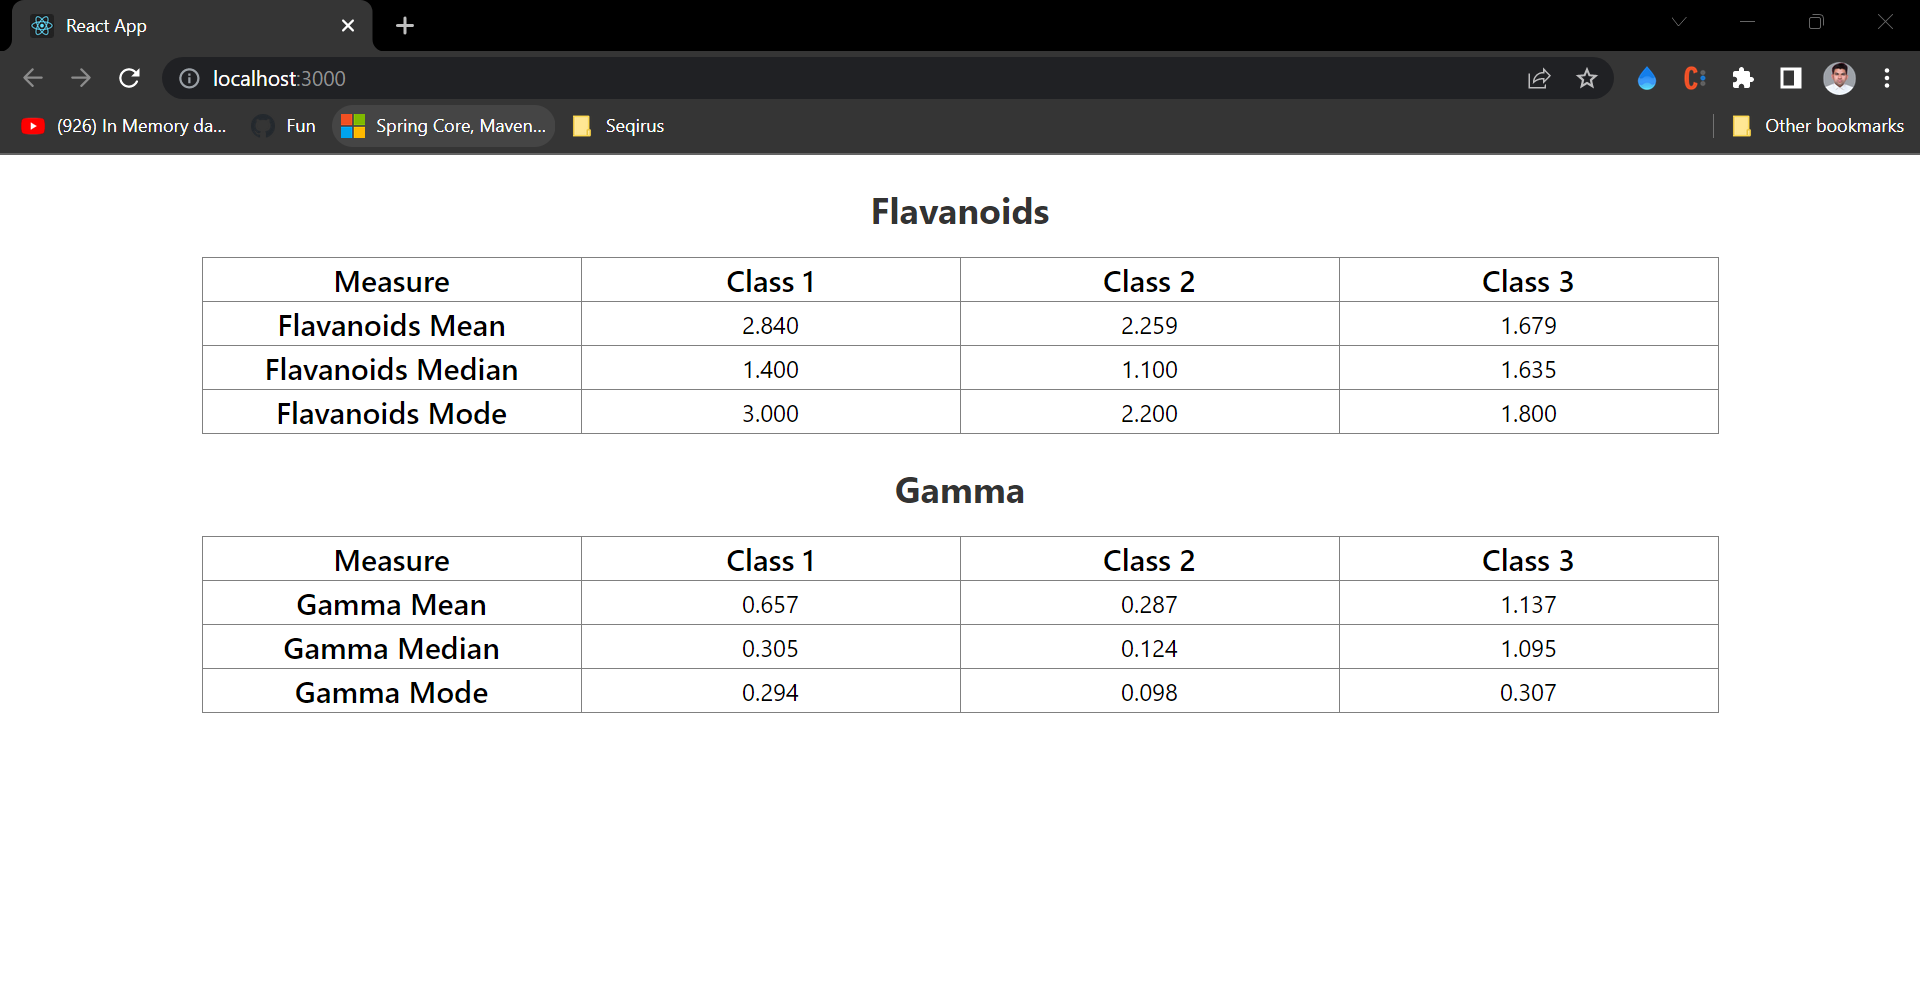 React App
localhost:3000
(926) In Memory da... Fun Spring Core, Maven... Seqirus Other bookmarks
Flavanoids
Measure Class 1 Class 2 Class 3
Flavanoids Mean 2.840 2.259 1.679
Flavanoids Median 1.400 1.100 1.635
Flavanoids Mode 3.000 2.200 1.800
Gamma
Measure Class 1 Class 2 Class 3
Gamma Mean 0.657 0.287 1.137
Gamma Median 0.305 0.124 1.095
Gamma Mode 0.294 0.098 0.307